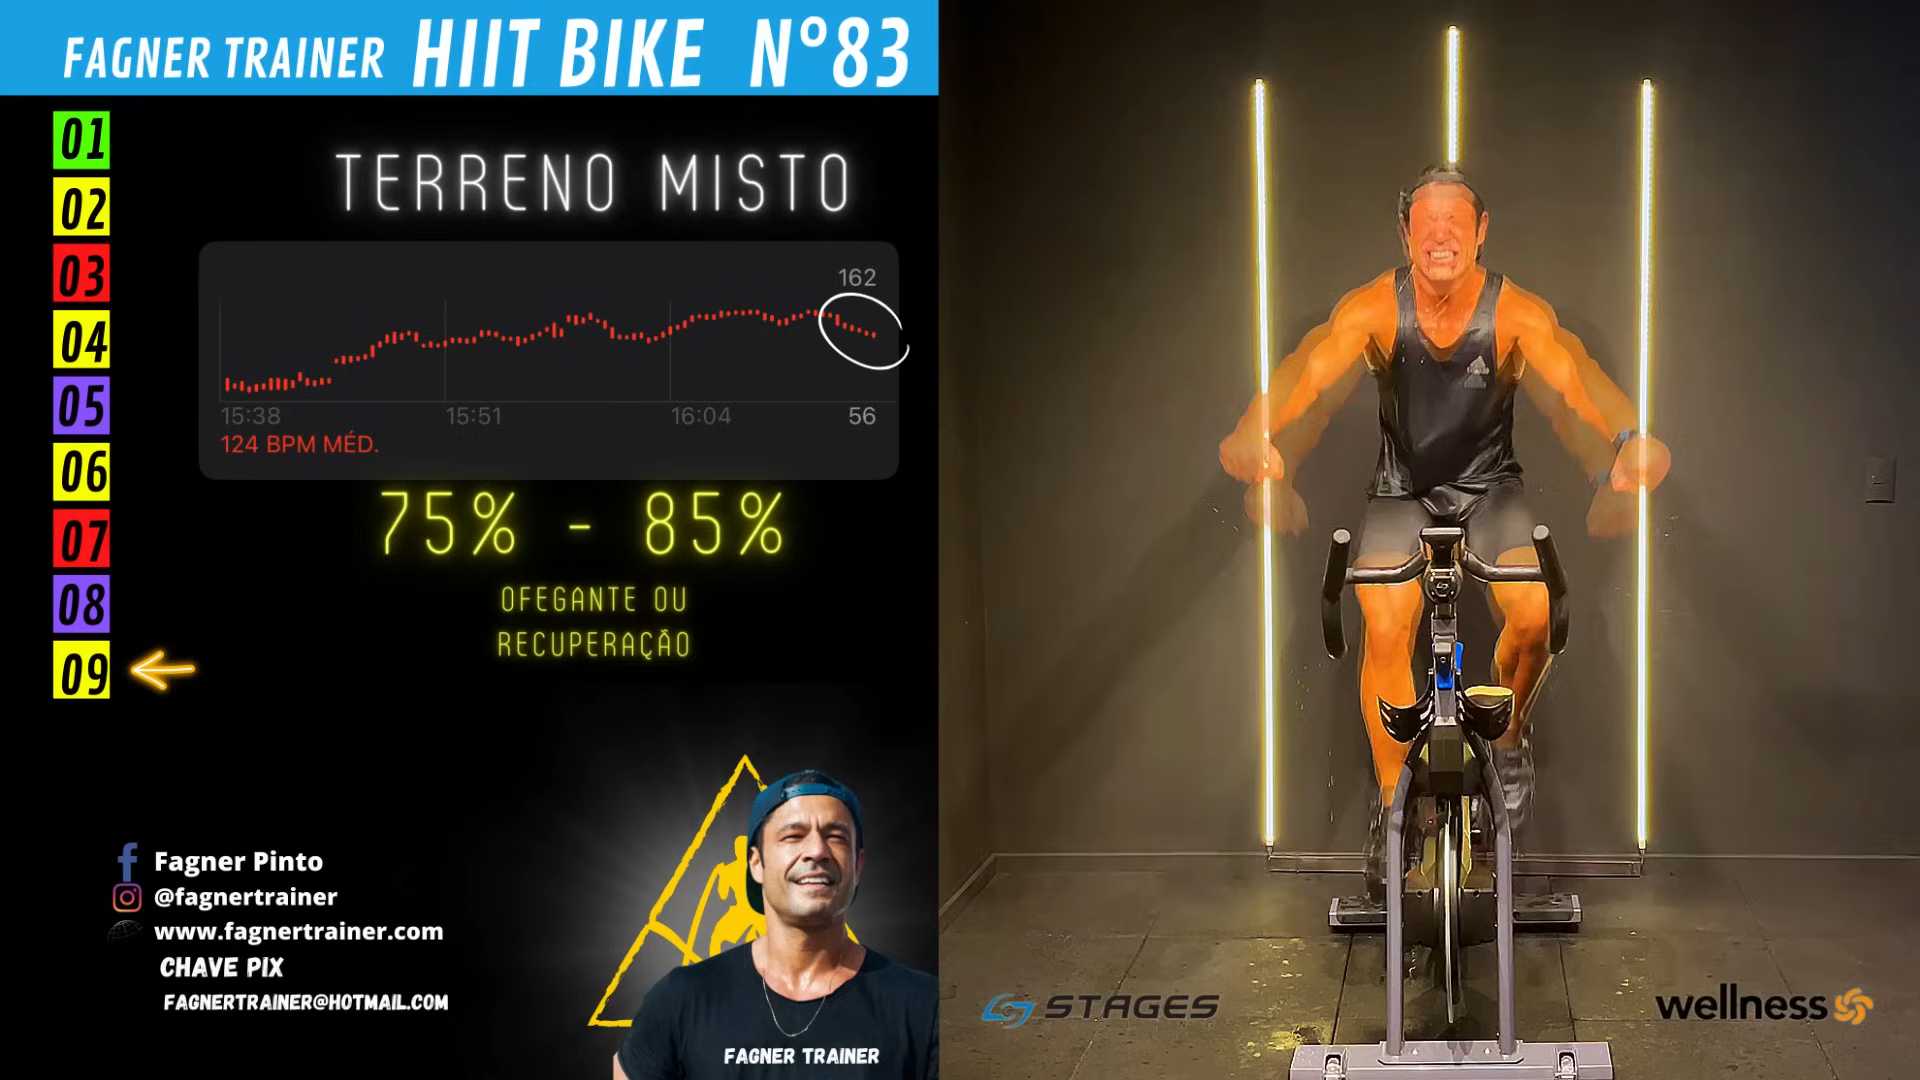 FAGNER TRAINER HIIT BIKE Nº83
01
02
03
04
05
06
07
08
09
TERRENO MISTO
162
15:38
15:51
16:04
56
124 BPM MÉD.
75% - 85%
OFEGANTE OU
RECUPERAÇÃO
Fagner Pinto
@fagnertrainer
www.fagnertrainer.com
CHAVE PIX
FAGNERTRAINER@HOTMAIL.COM
FAGNER TRAINER
STAGES
wellness